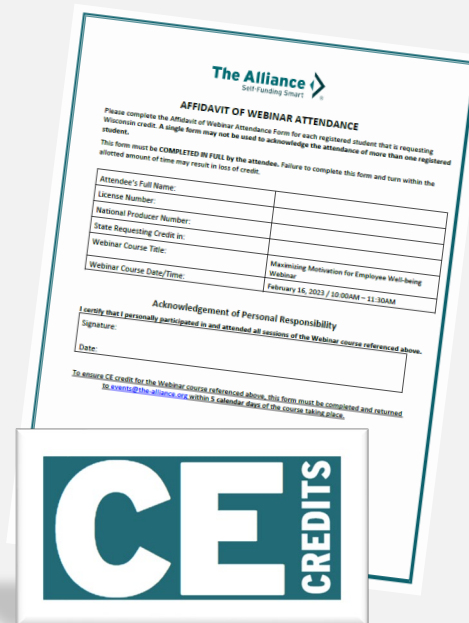 The Alliance
Self-Funding Smart
AFFIDAVIT OF WEBINAR ATTENDANCE
Please complete the Affidavit of Webinar Attendance Form for each registered student that is requesting
Wisconsin credit. A single form may not be used to acknowledge the attendance of more than one registered
student.
This form must be COMPLETED IN FULL by the attendee. Failure to complete this form and turn within the
allotted amount of time may result in loss of credit.
Attendee's Full Name:
License Number:
National Producer Number:
State Requesting Credit in:
Webinar Course Title:
Maximizing Motivation for Employee Well-being
Webinar
Webinar Course Date/Time:
February 16, 2023 / 10:00AM – 11:30AM
Acknowledgement of Personal Responsibility
I certify that I personally participated in and attended all sessions of the Webinar course referenced above.
Signature:
Date:
To ensure CE credit for the Webinar course referenced above, this form must be completed and returned
to events@the-alliance.org within 5 calendar days of the course taking place.
CE
CREDITS